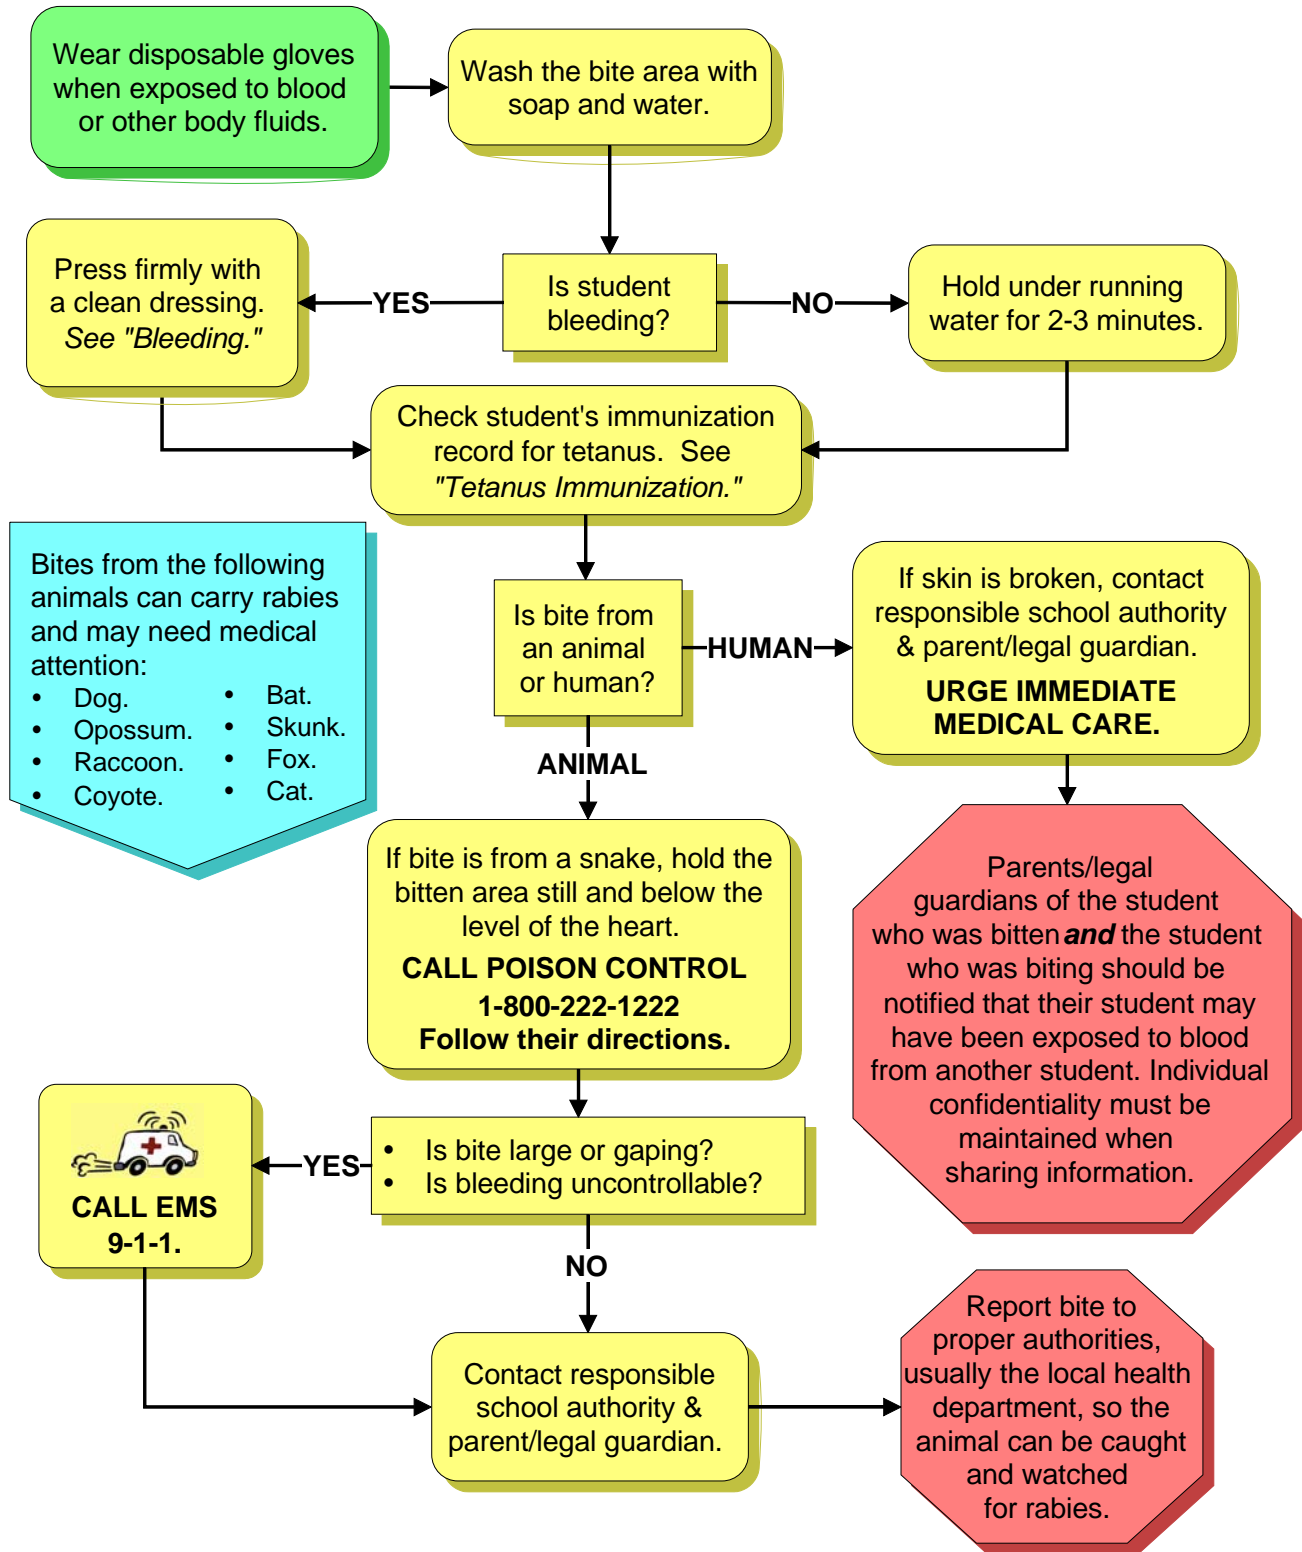 Wear disposable gloves
when exposed to blood
or other body fluids.
Wash the bite area with
soap and water.
Is student
bleeding?
YES
NO
Press firmly with
a clean dressing.
See "Bleeding."
Hold under running
water for 2-3 minutes.
Check student's immunization
record for tetanus. See
"Tetanus Immunization."
Bites from the following
animals can carry rabies
and may need medical
attention:
• Dog.
• Opossum.
• Raccoon.
• Coyote.
• Bat.
• Skunk.
• Fox.
• Cat.
Is bite from
an animal
or human?
HUMAN
If skin is broken, contact
responsible school authority
& parent/legal guardian.
URGE IMMEDIATE
MEDICAL CARE.
ANIMAL
Parents/legal
guardians of the student
who was bitten and the student
who was biting should be
notified that their student may
have been exposed to blood
from another student. Individual
confidentiality must be
maintained when
sharing information.
If bite is from a snake, hold the
bitten area still and below the
level of the heart.
CALL POISON CONTROL
1-800-222-1222
Follow their directions.
• Is bite large or gaping?
• Is bleeding uncontrollable?
YES
CALL EMS
9-1-1.
NO
Contact responsible
school authority &
parent/legal guardian.
Report bite to
proper authorities,
usually the local health
department, so the
animal can be caught
and watched
for rabies.